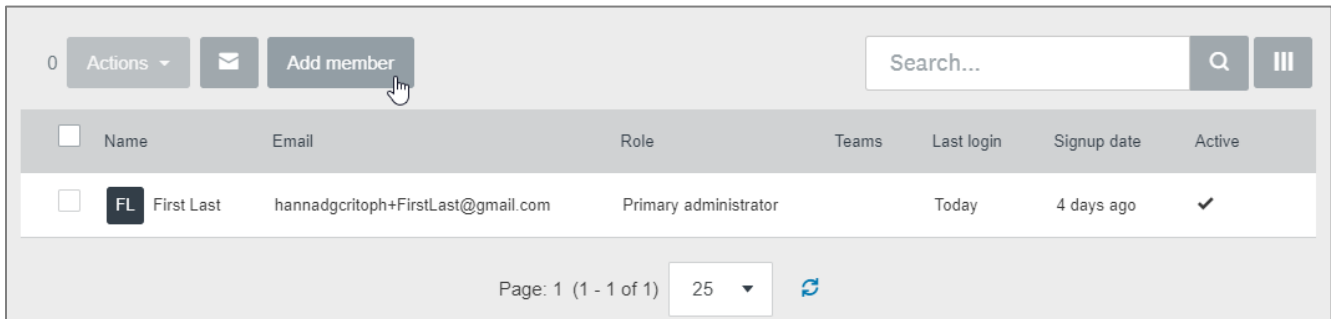 0 Actions Add member Search...
Name Email Role Teams Last login Signup date Active
FL First Last hannadgcritoph+FirstLast@gmail.com Primary administrator Today 4 days ago
Page: 1 (1 - 1 of 1) 25